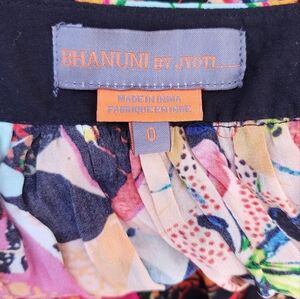 BHANUNI BY JYOTI
MADE IN INDIA
FABRIQUE EN INDE
0